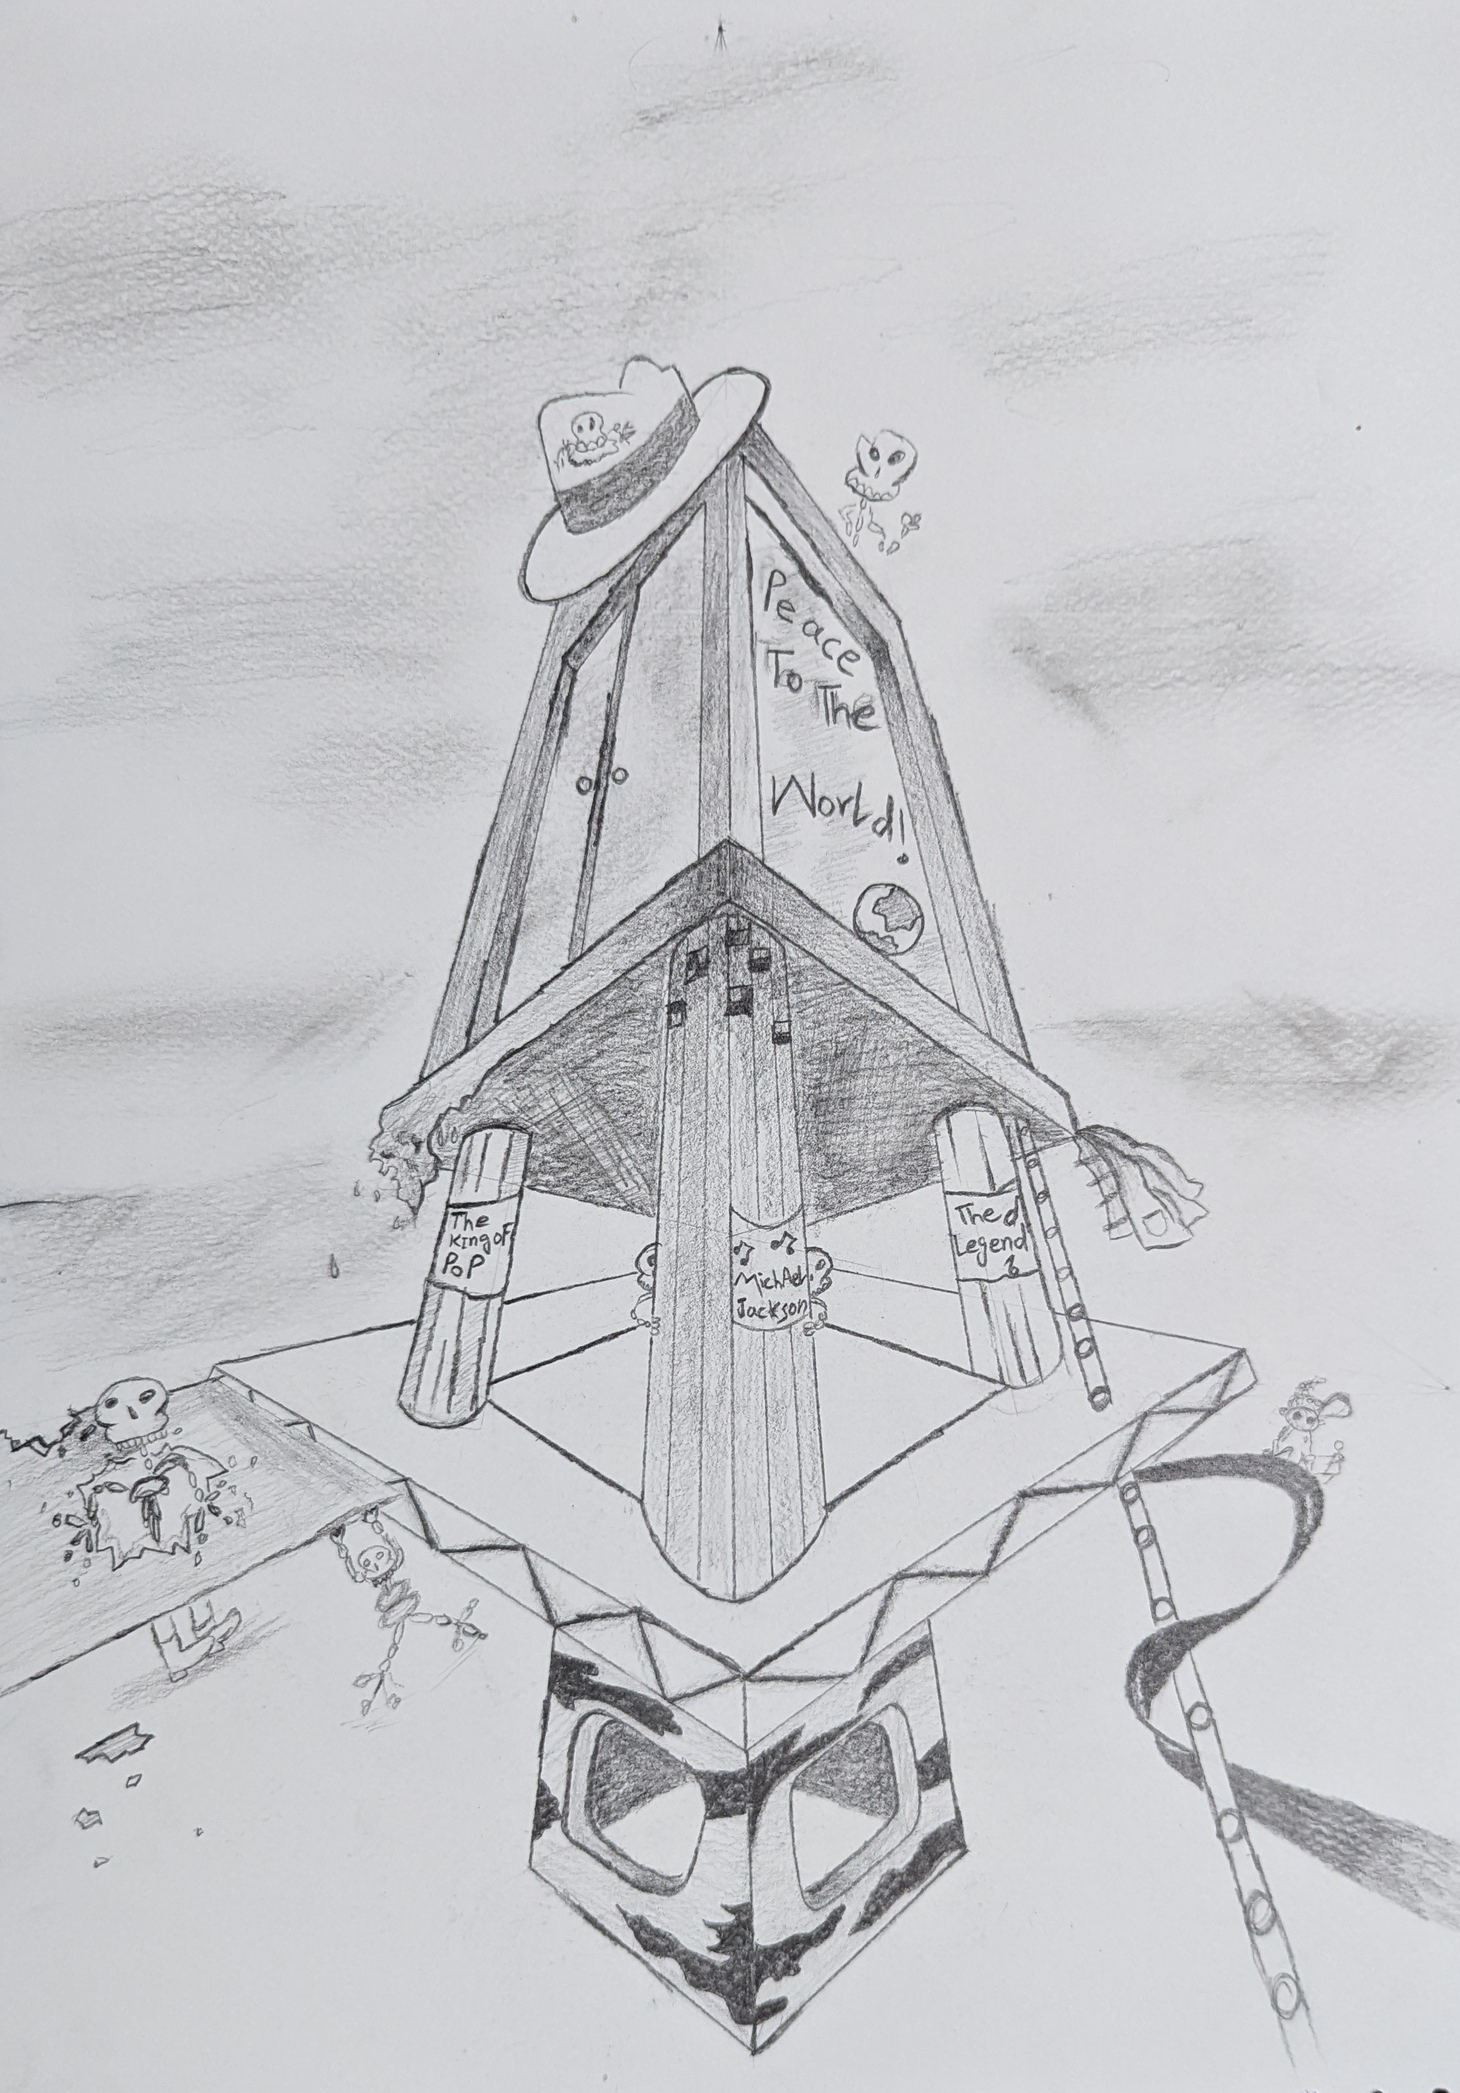 Peace
To The
World!
The
King of
PoP
MichAel
Jackson
The
Legend